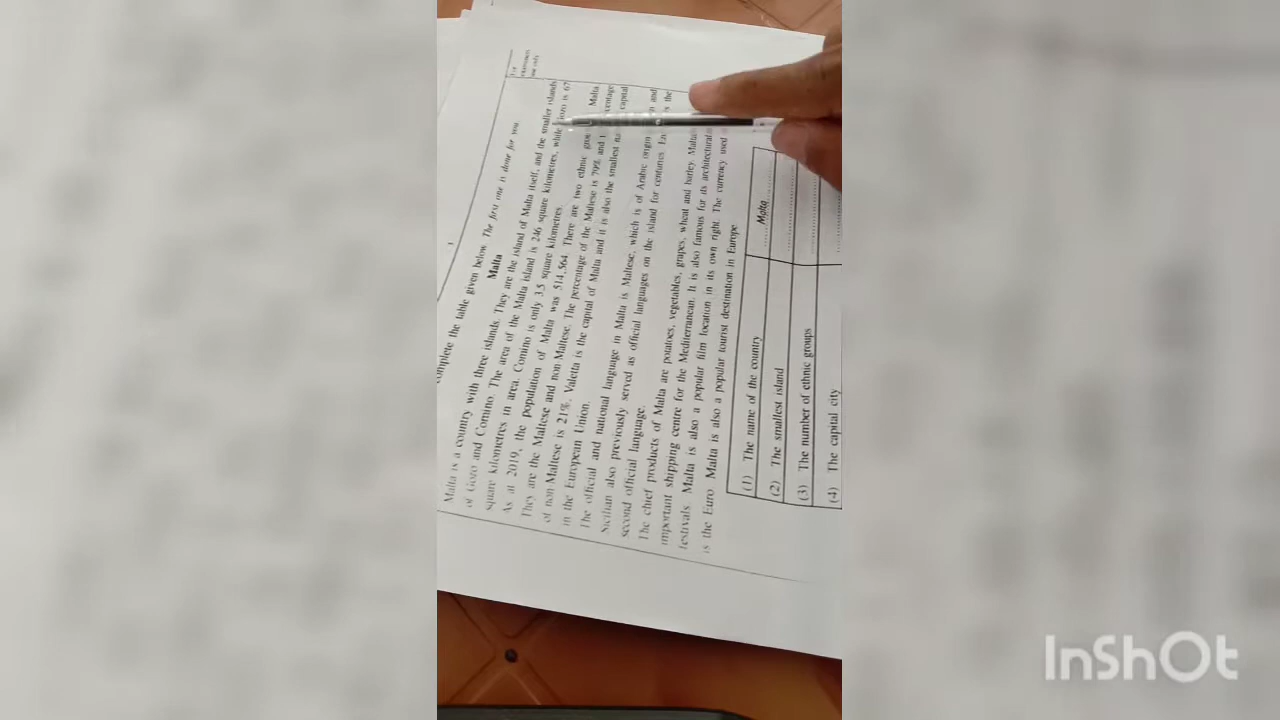 1
complete the table given below. The first one is done for you.
Malta
Malta is a country with three islands. They are the island of Malta itself, and the smaller islands
of Gozo and Comino. The area of the Malta island is 246 square kilometres, while Gozo is 67
square kilometres in area. Comino is only 3.5 square kilometres.
As at 2019, the population of Malta was 514,564. There are two ethnic Malta
They are the Maltese and non Maltese. The percentage of the Maltese is 79% and
of non Maltese is 21%. Valetta is the capital of Malta and it is also the smallest capital
in the European Union.
The official and national language in Malta is Maltese, which is of Arabic origin and
Sicilian also previously served as official languages on the island for centuries. is the
second official language.
The chief products of Malta are potatoes, vegetables, grapes, wheat and barley.
important shipping centre for the Mediterranean. It is also famous for its architectural
festivals. Malta is also a popular film location in its own right. The currency used
is the Euro. Malta is also a popular tourist destination in Europe
(1) The name of the country Malta
(2) The smallest island
(3) The number of ethnic groups
(4) The capital city
InShOt